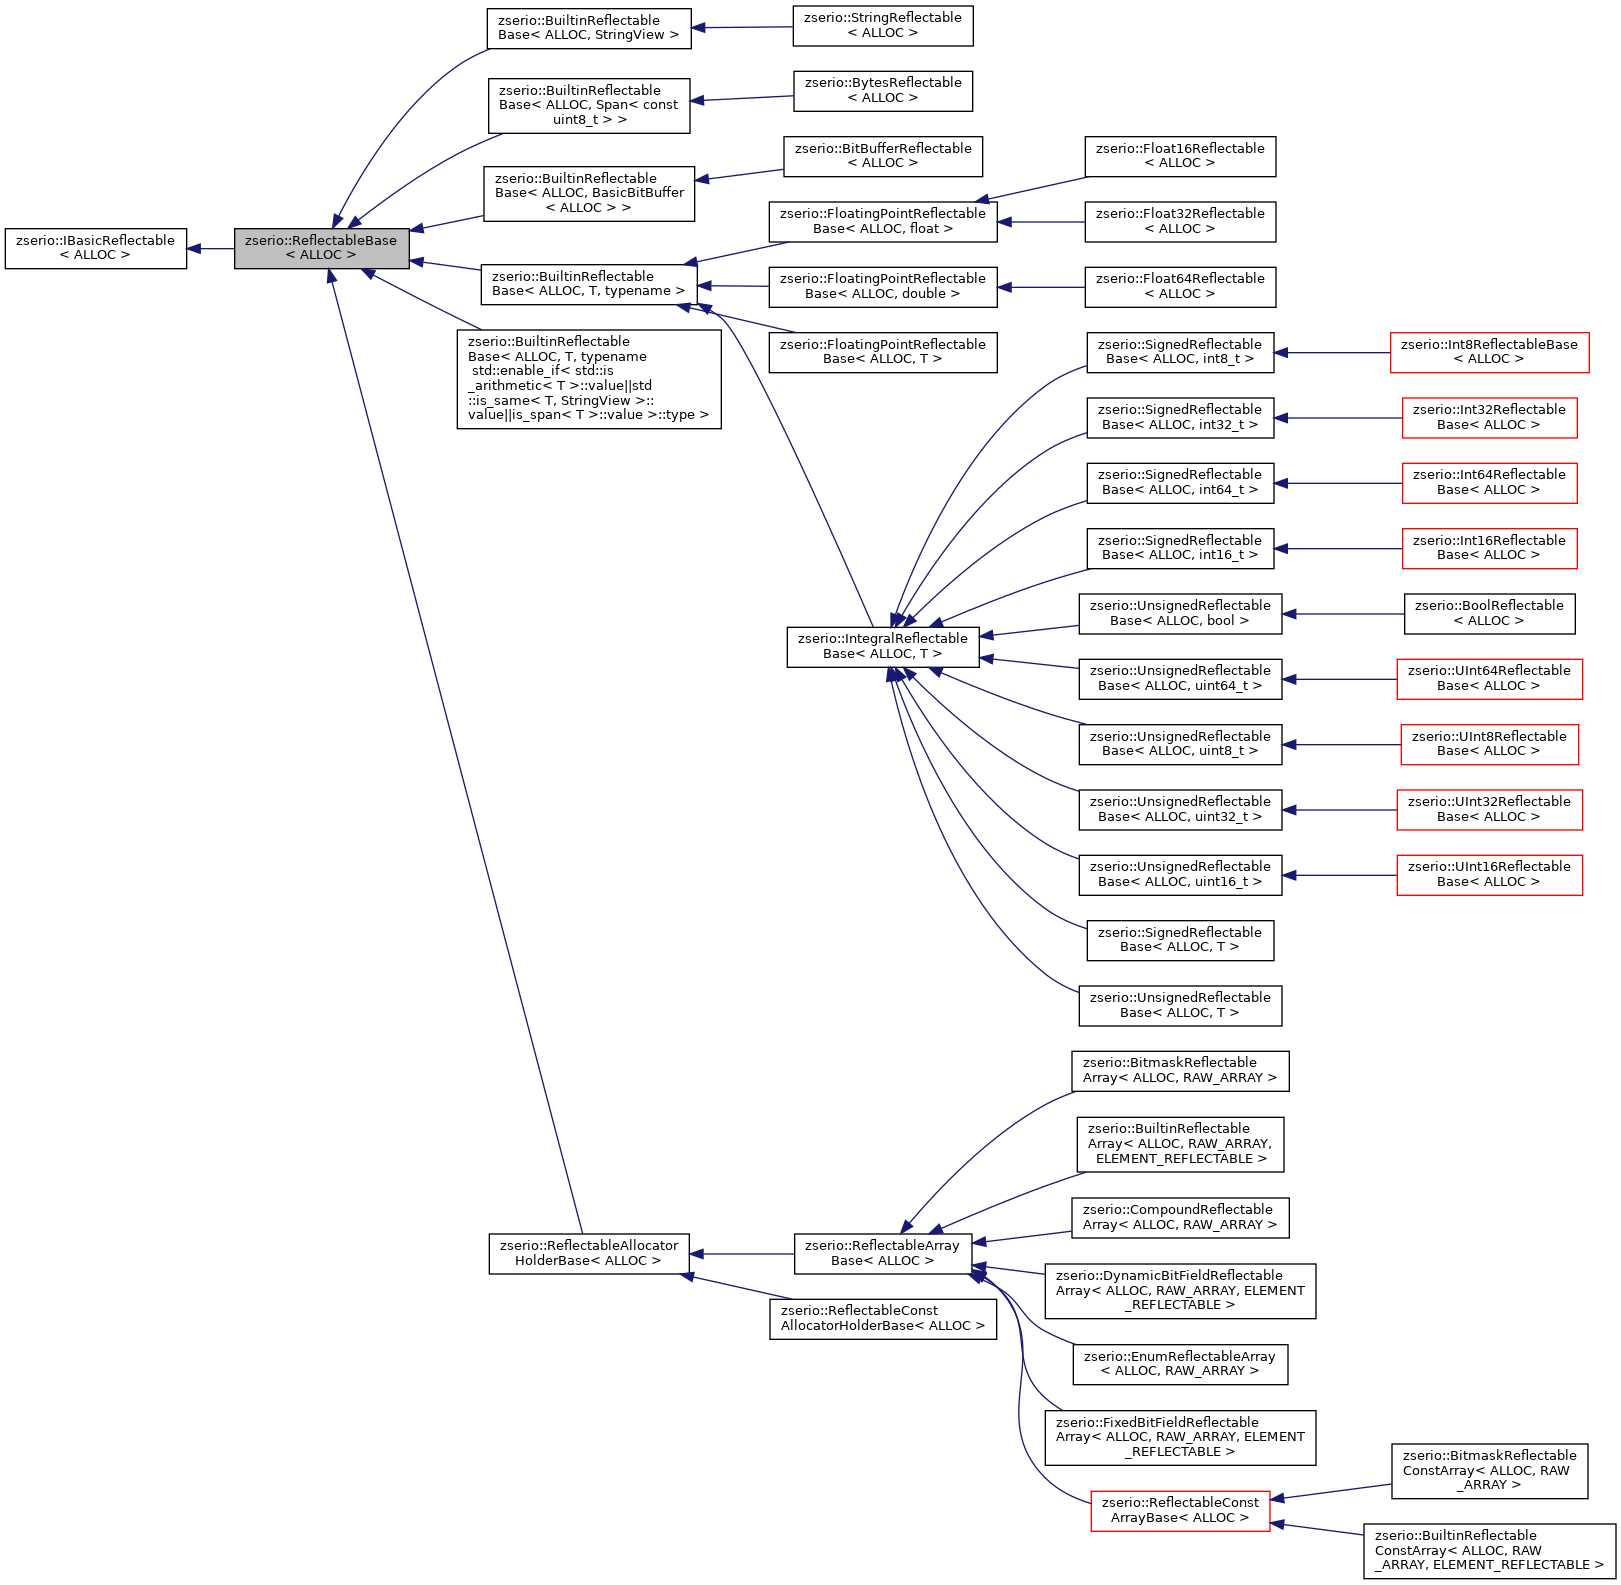 zserio::IBasicReflectable
< ALLOC >
zserio::ReflectableBase
< ALLOC >
zserio::BuiltinReflectable
Base< ALLOC, StringView >
zserio::StringReflectable
< ALLOC >
zserio::BuiltinReflectable
Base< ALLOC, Span< const
uint8_t > >
zserio::BytesReflectable
< ALLOC >
zserio::BuiltinReflectable
Base< ALLOC, BasicBitBuffer
< ALLOC > >
zserio::BitBufferReflectable
< ALLOC >
zserio::BuiltinReflectable
Base< ALLOC, T, typename >
zserio::FloatingPointReflectable
Base< ALLOC, float >
zserio::Float16Reflectable
< ALLOC >
zserio::Float32Reflectable
< ALLOC >
zserio::FloatingPointReflectable
Base< ALLOC, double >
zserio::Float64Reflectable
< ALLOC >
zserio::FloatingPointReflectable
Base< ALLOC, T >
zserio::BuiltinReflectable
Base< ALLOC, T, typename
std::enable_if< std::is
_arithmetic< T >::value||std
::is_same< T, StringView >::
value||is_span< T >::value >::type >
zserio::IntegralReflectable
Base< ALLOC, T >
zserio::SignedReflectable
Base< ALLOC, int8_t >
zserio::Int8ReflectableBase
< ALLOC >
zserio::SignedReflectable
Base< ALLOC, int32_t >
zserio::Int32Reflectable
Base< ALLOC >
zserio::SignedReflectable
Base< ALLOC, int64_t >
zserio::Int64Reflectable
Base< ALLOC >
zserio::SignedReflectable
Base< ALLOC, int16_t >
zserio::Int16Reflectable
Base< ALLOC >
zserio::UnsignedReflectable
Base< ALLOC, bool >
zserio::BoolReflectable
< ALLOC >
zserio::UnsignedReflectable
Base< ALLOC, uint64_t >
zserio::UInt64Reflectable
Base< ALLOC >
zserio::UnsignedReflectable
Base< ALLOC, uint8_t >
zserio::UInt8Reflectable
Base< ALLOC >
zserio::UnsignedReflectable
Base< ALLOC, uint32_t >
zserio::UInt32Reflectable
Base< ALLOC >
zserio::UnsignedReflectable
Base< ALLOC, uint16_t >
zserio::UInt16Reflectable
Base< ALLOC >
zserio::SignedReflectable
Base< ALLOC, T >
zserio::UnsignedReflectable
Base< ALLOC, T >
zserio::ReflectableAllocator
HolderBase< ALLOC >
zserio::ReflectableArray
Base< ALLOC >
zserio::ReflectableConst
AllocatorHolderBase< ALLOC >
zserio::BitmaskReflectable
Array< ALLOC, RAW_ARRAY >
zserio::BuiltinReflectable
Array< ALLOC, RAW_ARRAY,
ELEMENT_REFLECTABLE >
zserio::CompoundReflectable
Array< ALLOC, RAW_ARRAY >
zserio::DynamicBitFieldReflectable
Array< ALLOC, RAW_ARRAY, ELEMENT
_REFLECTABLE >
zserio::EnumReflectableArray
< ALLOC, RAW_ARRAY >
zserio::FixedBitFieldReflectable
Array< ALLOC, RAW_ARRAY, ELEMENT
_REFLECTABLE >
zserio::ReflectableConst
ArrayBase< ALLOC >
zserio::BitmaskReflectable
ConstArray< ALLOC, RAW
_ARRAY >
zserio::BuiltinReflectable
ConstArray< ALLOC, RAW
_ARRAY, ELEMENT_REFLECTABLE >